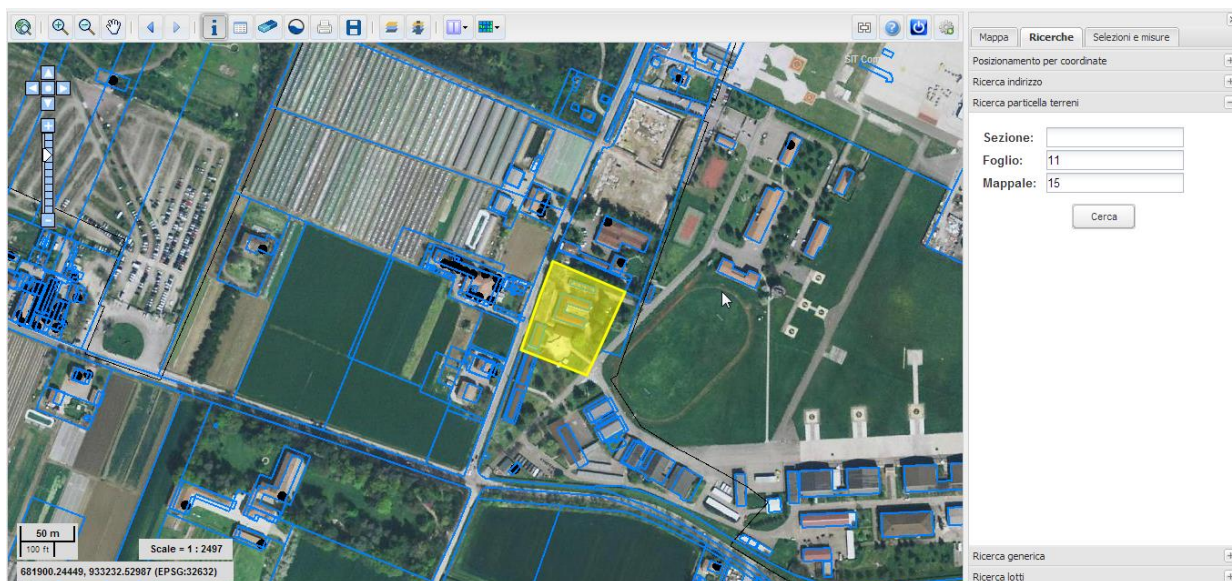 Mappa
Ricerche
Selezioni e misure
Posizionamento per coordinate
Ricerca indirizzo
Ricerca particella terreni
Sezione:
Foglio: 11
Mappale: 15
Cerca
Ricerca generica
Ricerca lotti
SIT Com
50 m
100 ft
Scale = 1 : 2497
681900.24449, 933232.52987 (EPSG:32632)